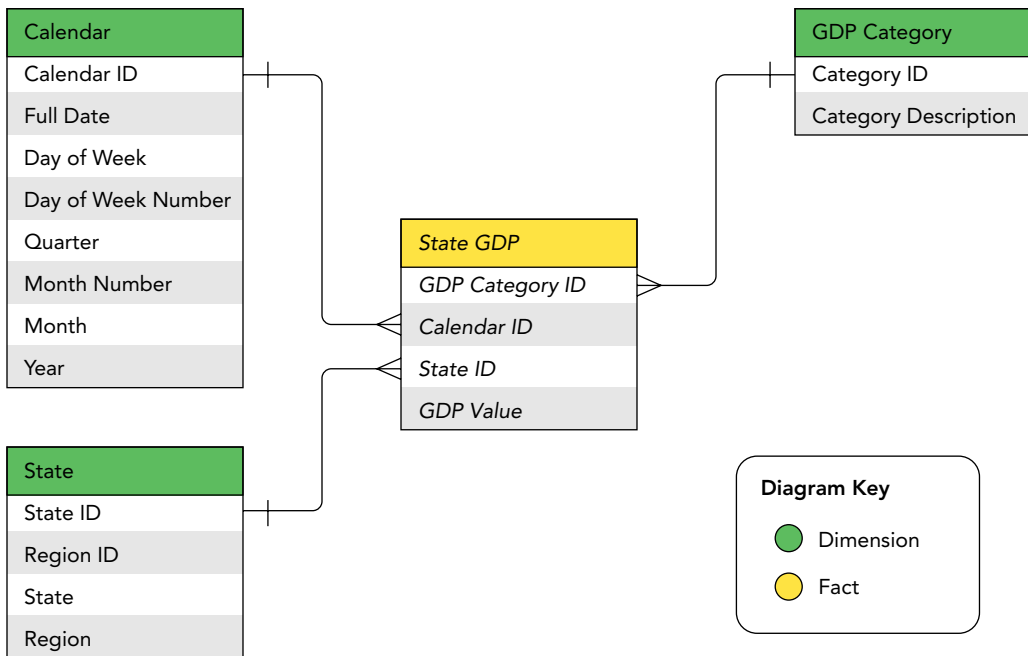 Calendar
Calendar ID
Full Date
Day of Week
Day of Week Number
Quarter
Month Number
Month
Year
GDP Category
Category ID
Category Description
State GDP
GDP Category ID
Calendar ID
State ID
GDP Value
State
State ID
Region ID
State
Region
Diagram Key
Dimension
Fact